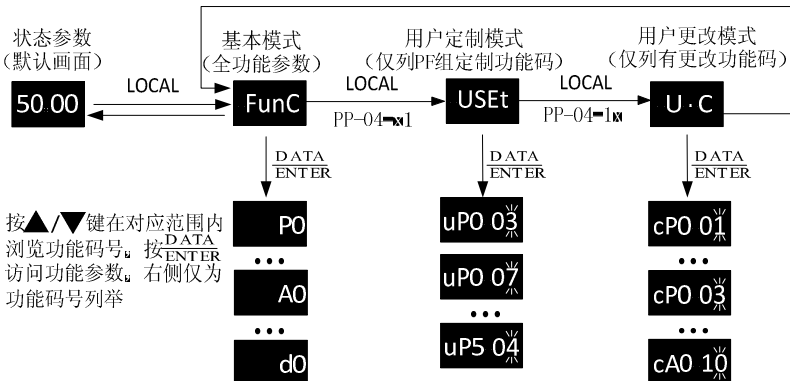 状态参数
(默认画面)
基本模式
(全功能参数)
用户定制模式
(仅列PF组定制功能码)
用户更改模式
(仅列有更改功能码)
50.00
LOCAL
FunC
LOCAL
USEt
LOCAL
U·C
PP-04=x1
PP-04=1x
DATA
ENTER
DATA
ENTER
DATA
ENTER
按▲/▼键在对应范围内
浏览功能码号。按DATA/ENTER
访问功能参数。右侧仅为
功能码号列举
P0
...
A0
...
d0
uP0 03
uP0 07
...
uP5 04
cP0 01
...
cP0 03
...
cA0 10